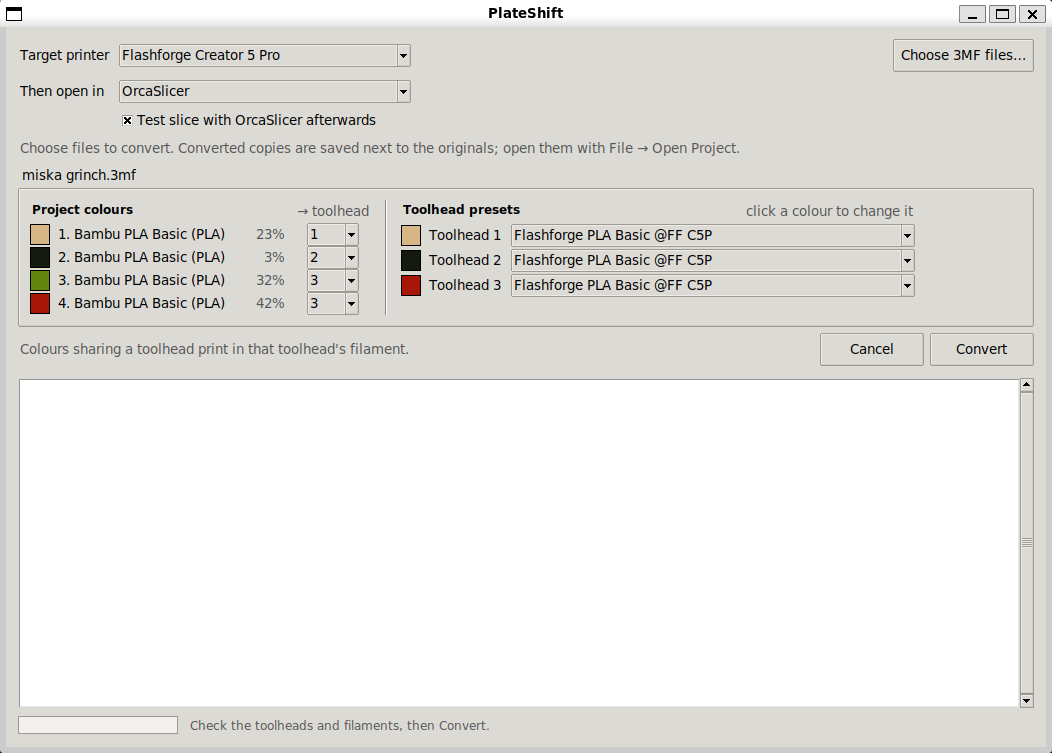 PlateShift
Target printer Flashforge Creator 5 Pro Choose 3MF files...
Then open in OrcaSlicer
Test slice with OrcaSlicer afterwards
Choose files to convert. Converted copies are saved next to the originals; open them with File → Open Project.
miska grinch.3mf
Project colours → toolhead
1. Bambu PLA Basic (PLA) 23% 1
2. Bambu PLA Basic (PLA) 3% 2
3. Bambu PLA Basic (PLA) 32% 3
4. Bambu PLA Basic (PLA) 42% 3
Toolhead presets click a colour to change it
Toolhead 1 Flashforge PLA Basic @FF C5P
Toolhead 2 Flashforge PLA Basic @FF C5P
Toolhead 3 Flashforge PLA Basic @FF C5P
Colours sharing a toolhead print in that toolhead's filament.
Cancel Convert
Check the toolheads and filaments, then Convert.